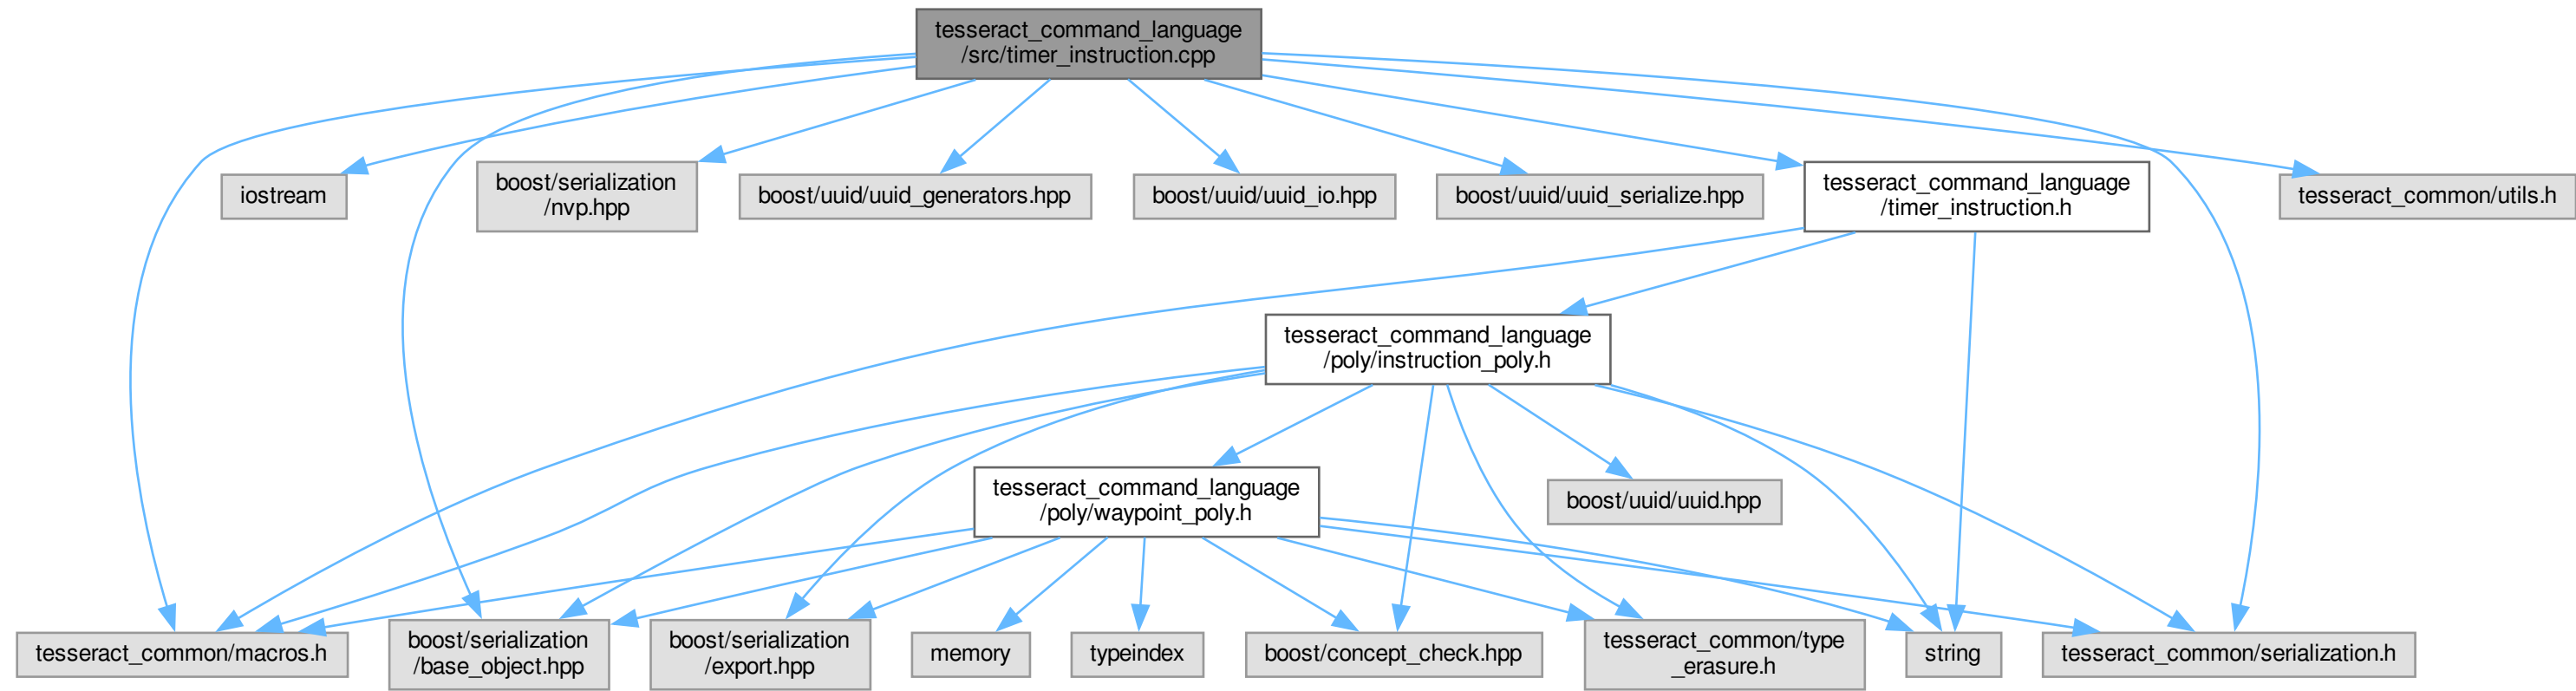 tesseract_command_language
/src/timer_instruction.cpp
iostream
boost/serialization
/nvp.hpp
boost/uuid/uuid_generators.hpp
boost/uuid/uuid_io.hpp
boost/uuid/uuid_serialize.hpp
tesseract_command_language
/timer_instruction.h
tesseract_common/utils.h
tesseract_command_language
/poly/instruction_poly.h
tesseract_command_language
/poly/waypoint_poly.h
boost/uuid/uuid.hpp
tesseract_common/macros.h
boost/serialization
/base_object.hpp
boost/serialization
/export.hpp
memory
typeindex
boost/concept_check.hpp
tesseract_common/type
_erasure.h
string
tesseract_common/serialization.h